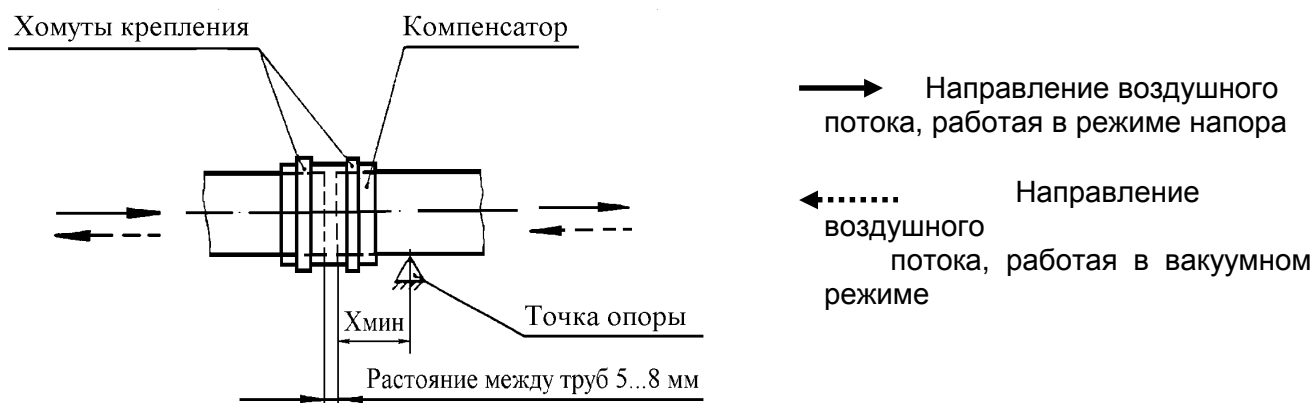 Хомуты крепления
Компенсатор
Направление воздушного
потока, работая в режиме напора
Направление
воздушного
потока, работая в вакуумном
режиме
Точка опоры
Хмин
Растояние между труб 5...8 мм